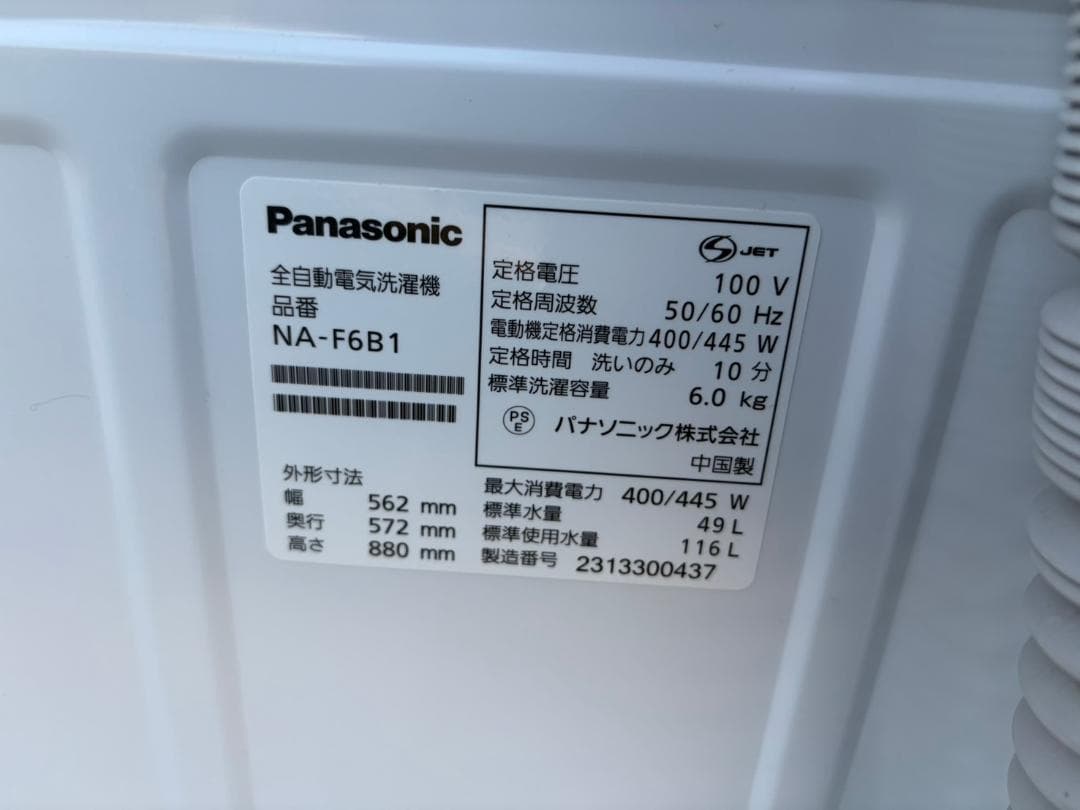 Panasonic
全自動電気洗濯機
品番
NA-F6B1
外形寸法
幅 562 mm
奥行 572 mm
高さ 880 mm
JET
定格電圧 100 V
定格周波数 50/60 Hz
電動機定格消費電力 400/445 W
定格時間 洗いのみ 10 分
標準洗濯容量 6.0 kg
PS
E
パナソニック株式会社
中国製
最大消費電力 400/445 W
標準水量 49 L
標準使用水量 116 L
製造番号 2313300437